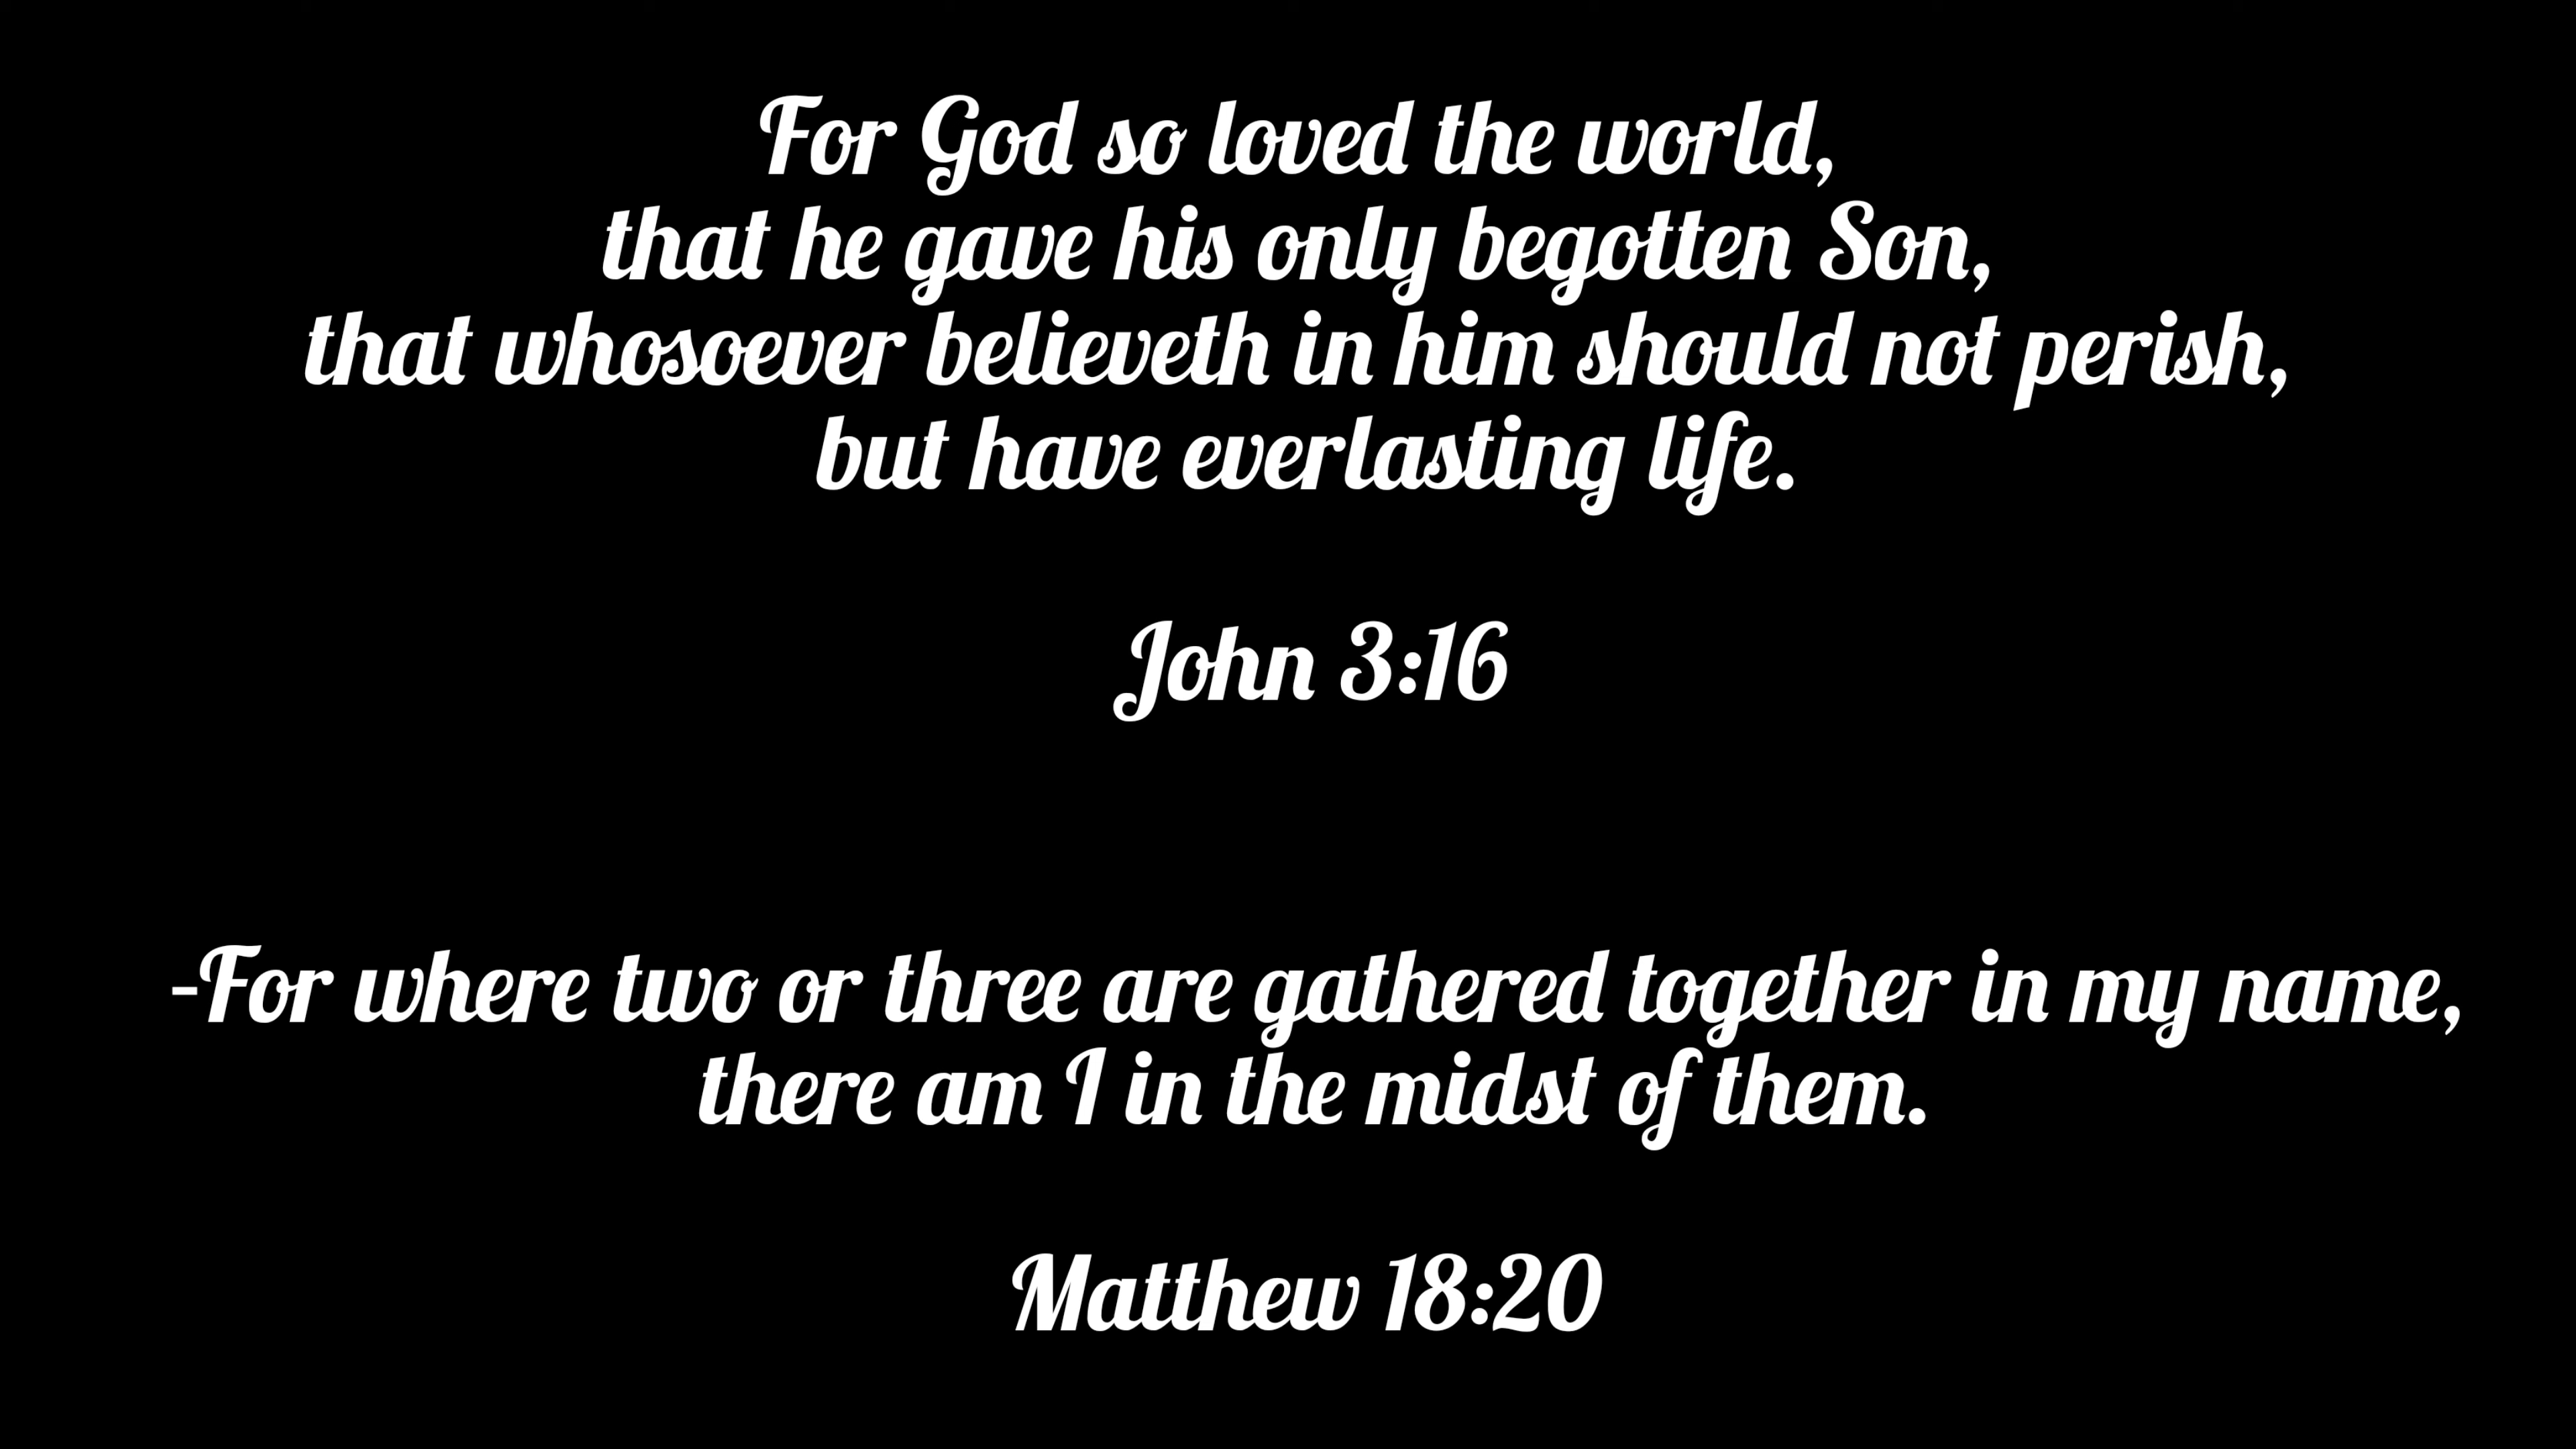 For God so loved the world,
that he gave his only begotten Son,
that whosoever believeth in him should not perish,
but have everlasting life.
John 3:16
-For where two or three are gathered together in my name,
there am I in the midst of them.
Matthew 18:20